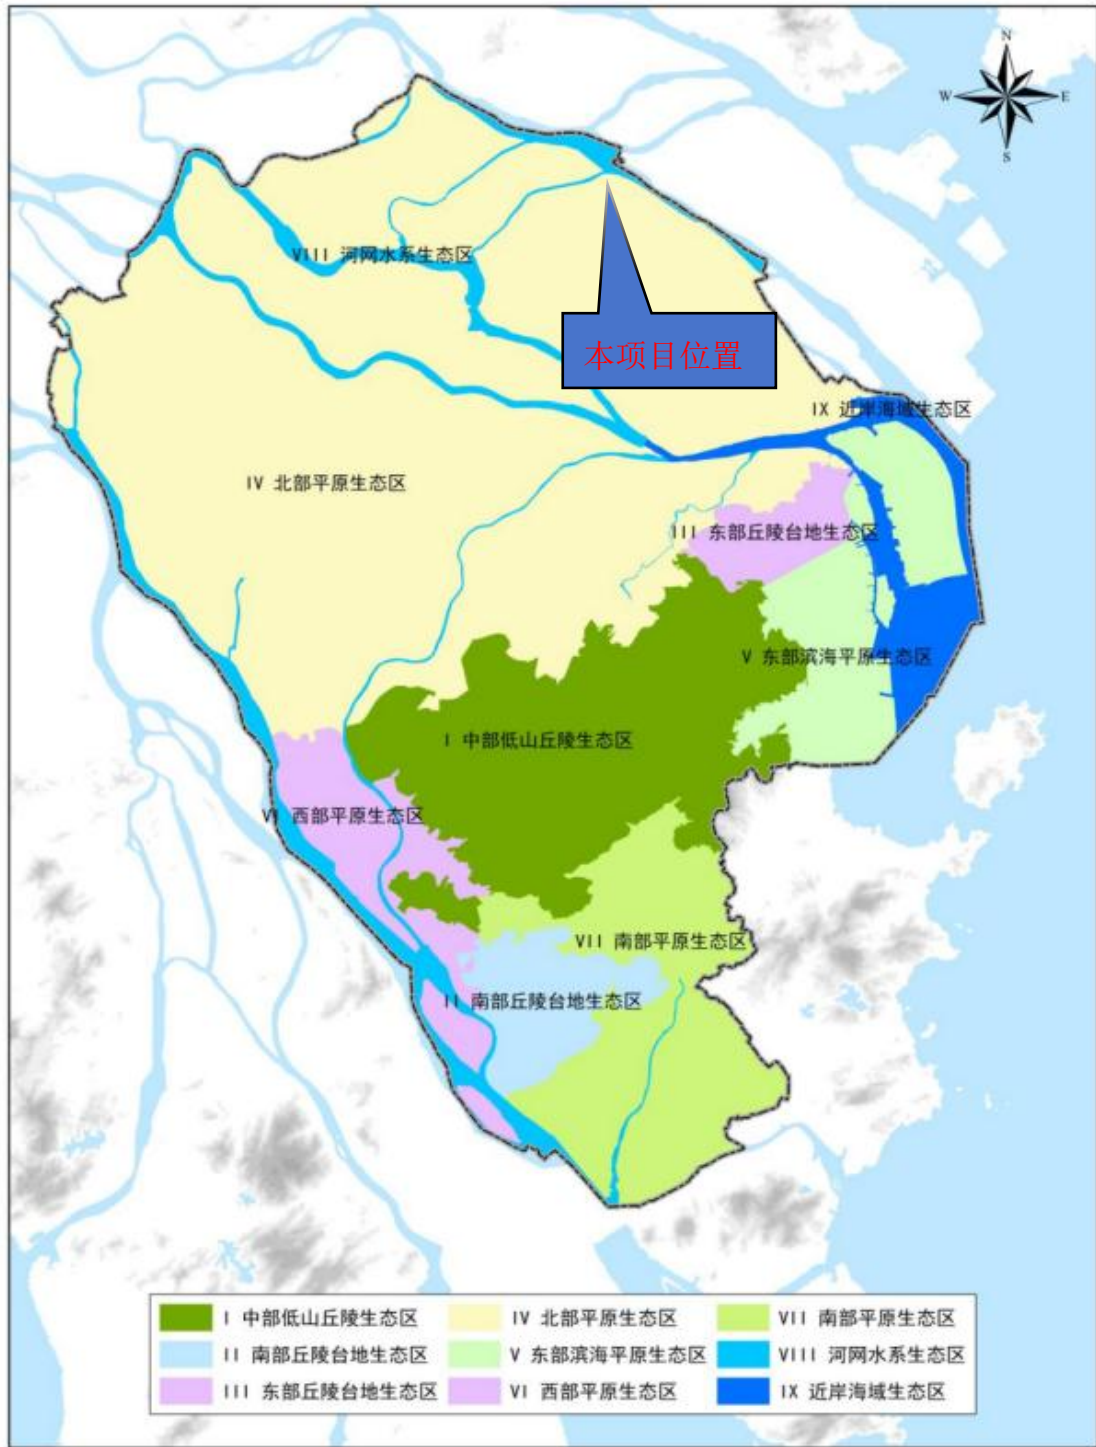 N
W E
S
VIII 河网水系生态区
本项目位置
IX 近岸海域生态区
IV 北部平原生态区
III 东部丘陵台地生态区
V 东部滨海平原生态区
I 中部低山丘陵生态区
VI 西部平原生态区
VII 南部平原生态区
II 南部丘陵台地生态区
I 中部低山丘陵生态区 IV 北部平原生态区 VII 南部平原生态区
II 南部丘陵台地生态区 V 东部滨海平原生态区 VIII 河网水系生态区
III 东部丘陵台地生态区 VI 西部平原生态区 IX 近岸海域生态区